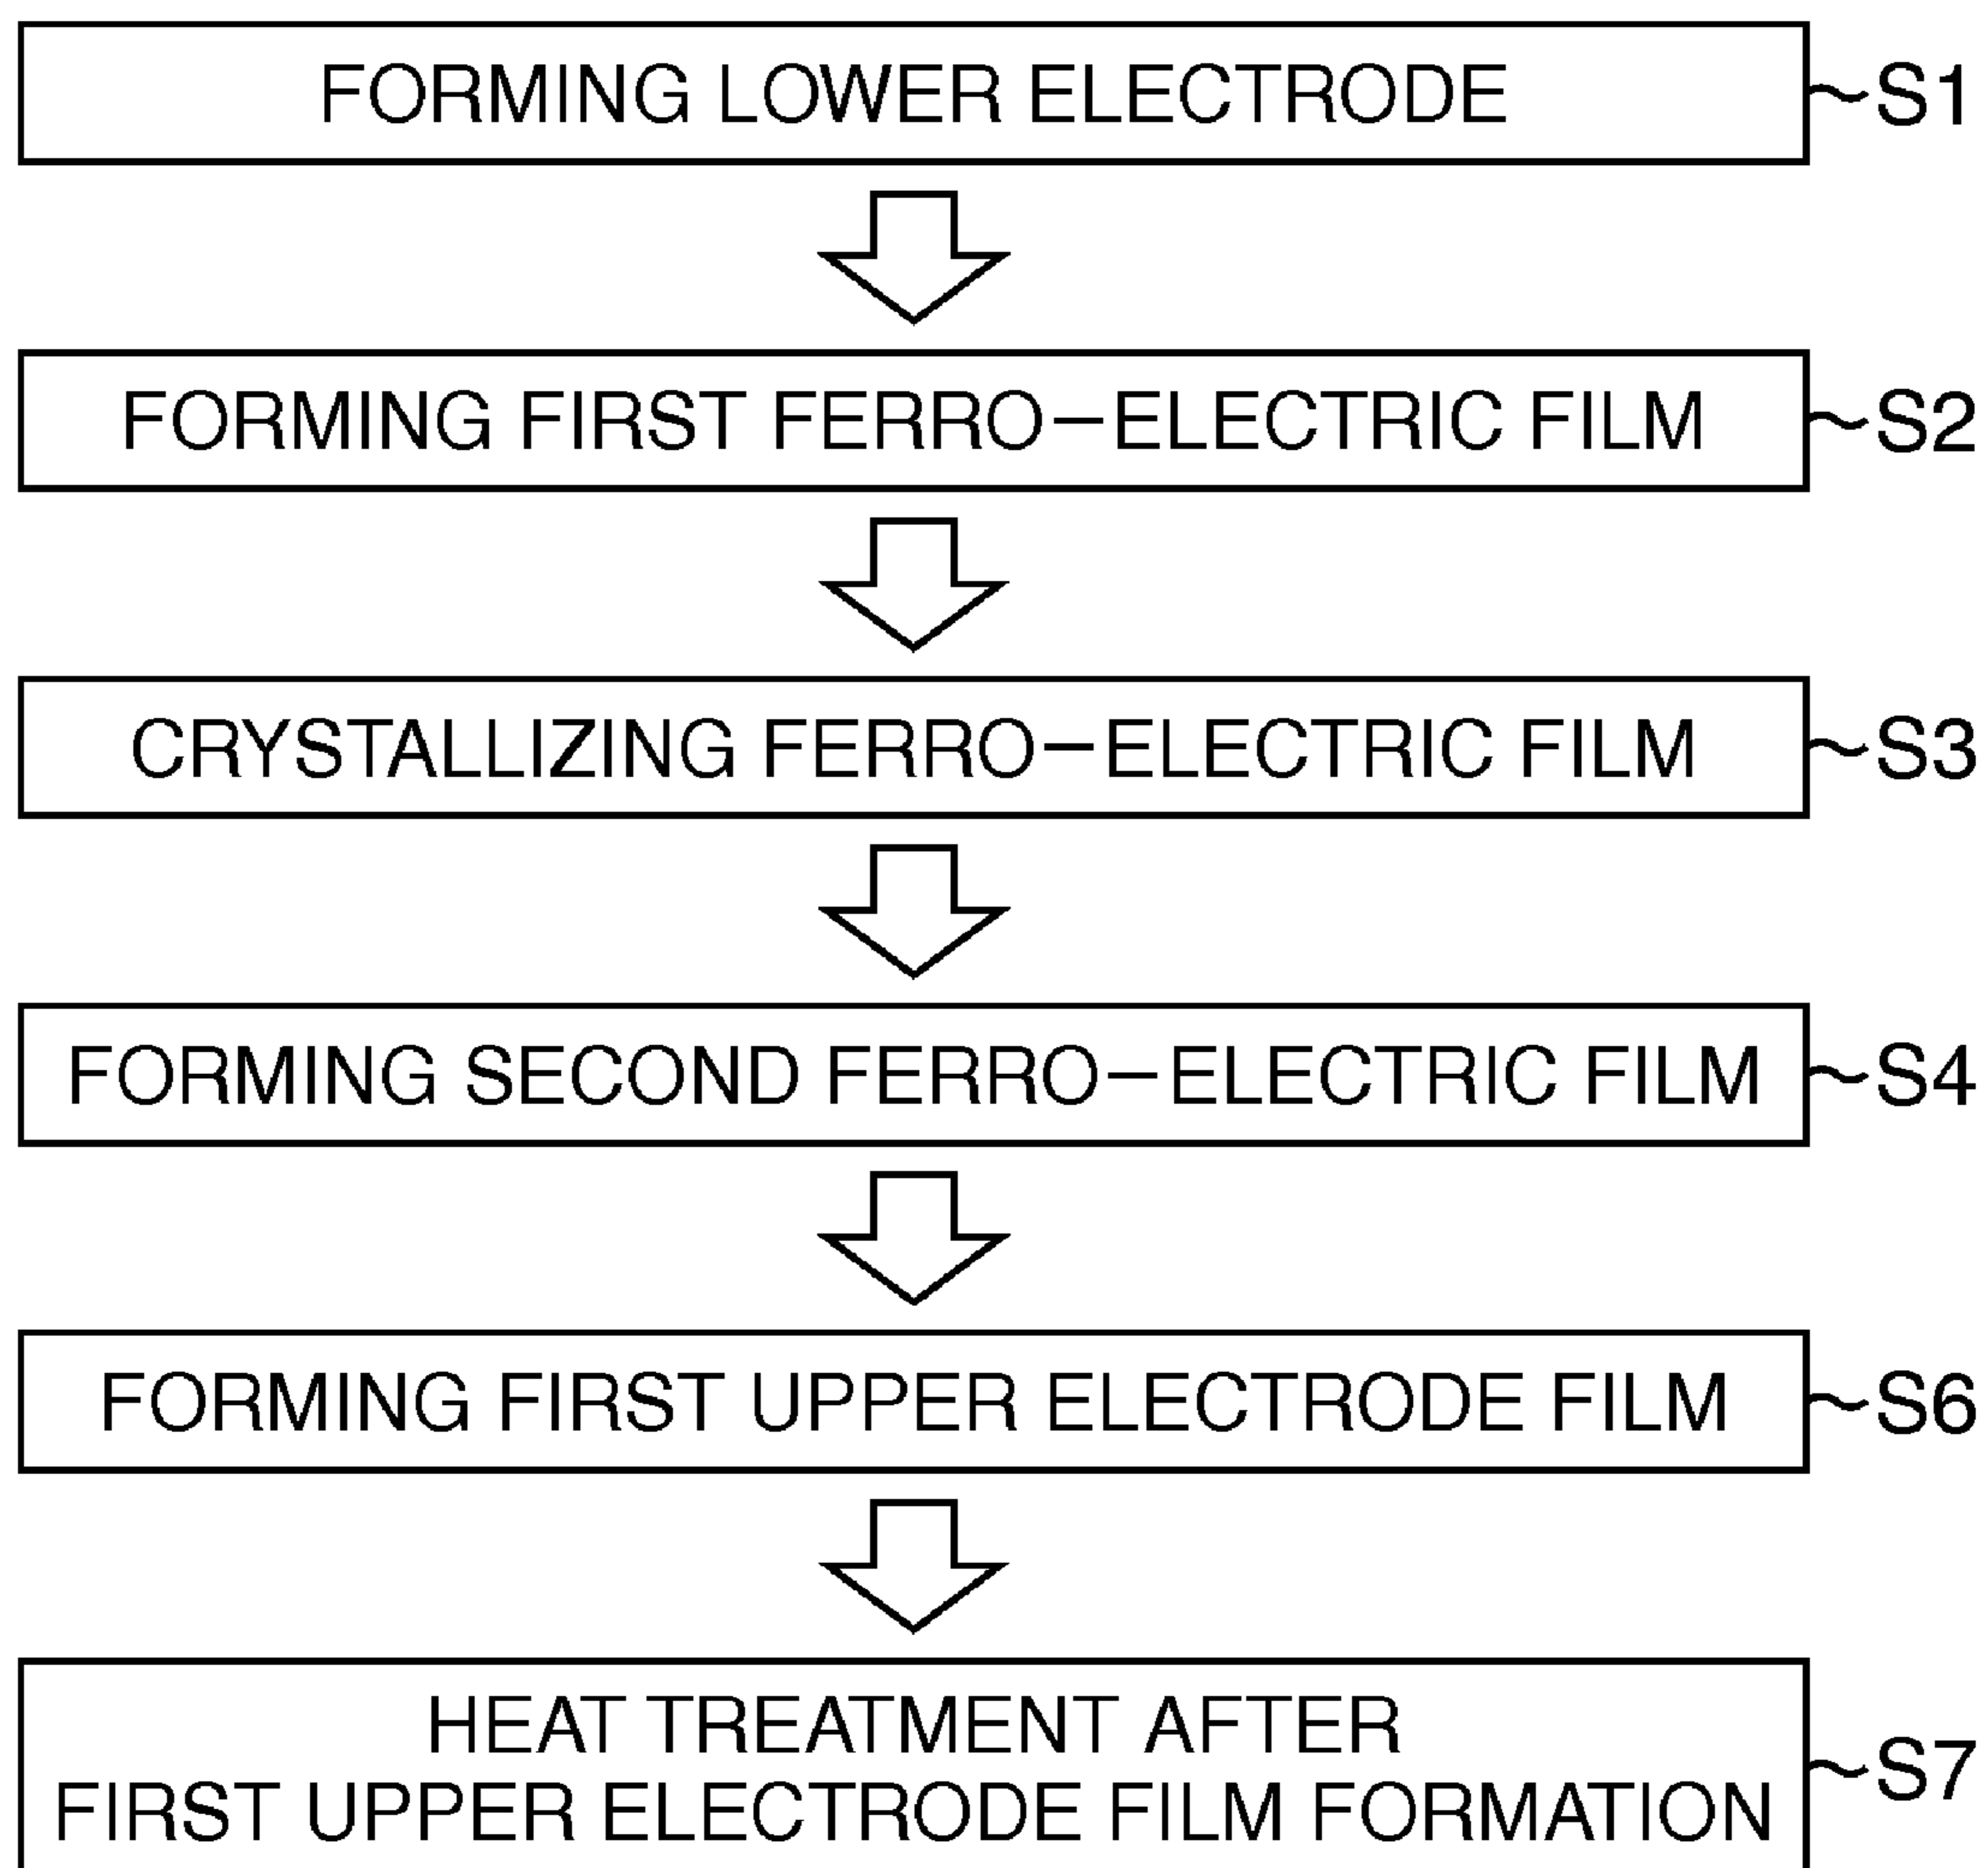 FORMING LOWER ELECTRODE S1
FORMING FIRST FERRO—ELECTRIC FILM S2
CRYSTALLIZING FERRO—ELECTRIC FILM S3
FORMING SECOND FERRO—ELECTRIC FILM S4
FORMING FIRST UPPER ELECTRODE FILM S6
HEAT TREATMENT AFTER
FIRST UPPER ELECTRODE FILM FORMATION S7